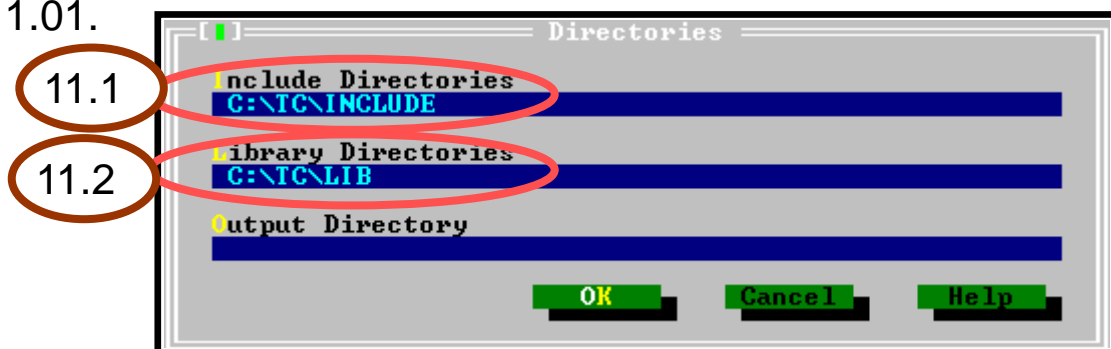 1.01.
[ ] Directories
11.1
Include Directories
C:\TC\INCLUDE
11.2
Library Directories
C:\TC\LIB
Output Directory
OK Cancel Help